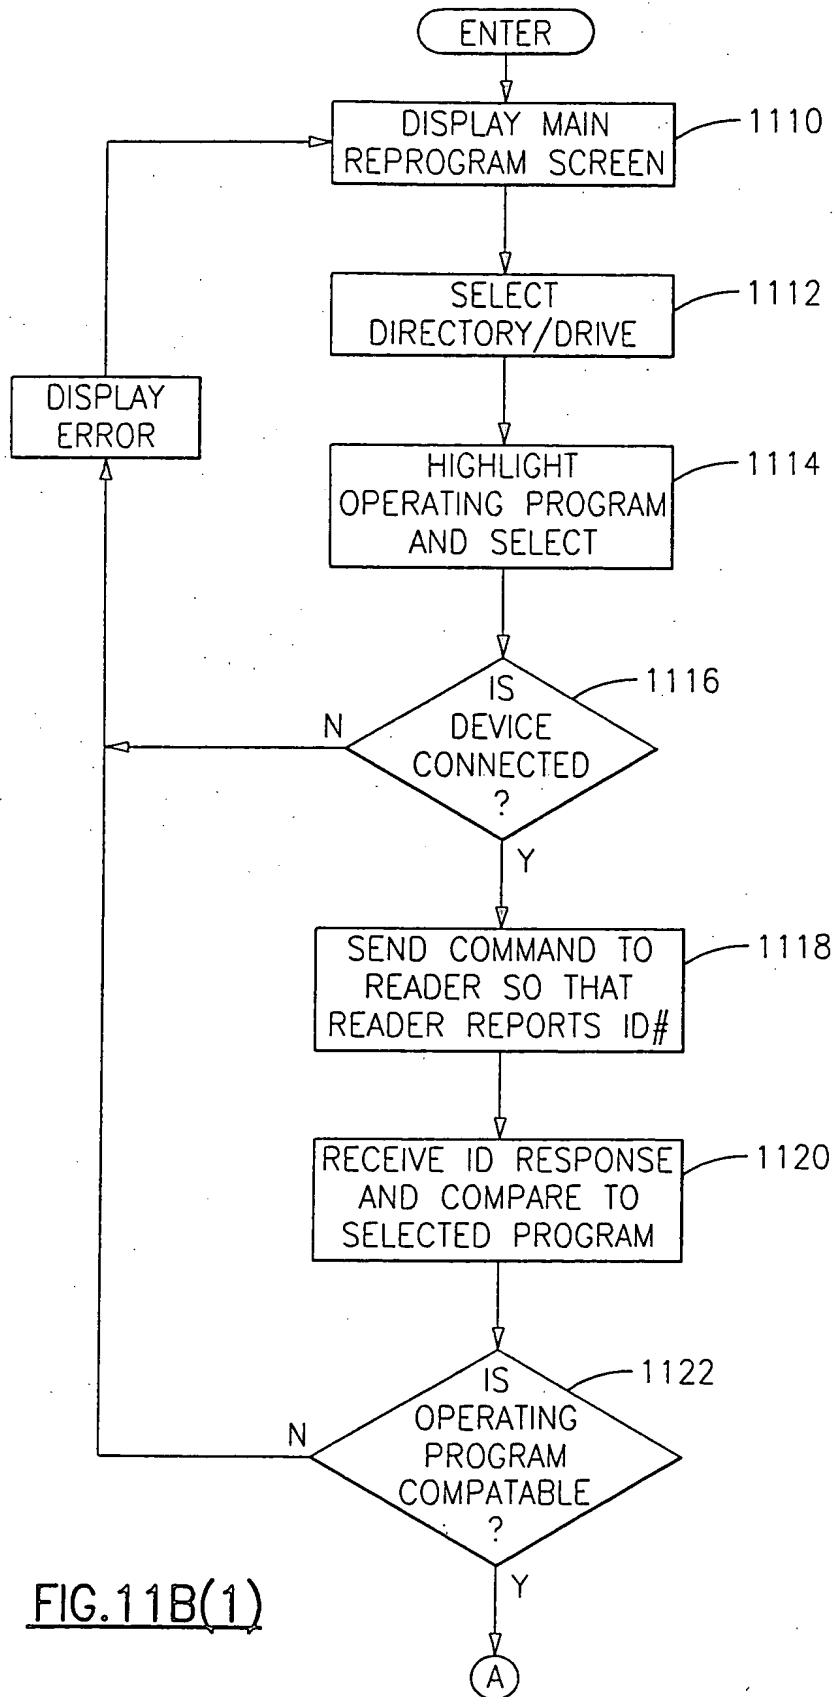 ENTER
DISPLAY MAN
REPROGRAM SCREEN
1110
SELECT
DIRECTORY/DRIVE
1112
DISPLAY
ERROR
HIGHLIGHT
OPERATING PROGRAM
AND SELECT
1114
IS
DEVICE
CONNECTED
?
1116
N
Y
SEND COMMAND TO
READER SO THAT
READER REPORTS ID#
1118
RECEIVE ID RESPONSE
AND COMPARE TO
SELECTED PROGRAM
1120
IS
OPERATING
PROGRAM
COMPATABLE
?
1122
N
Y
FIG.11B(1)
A